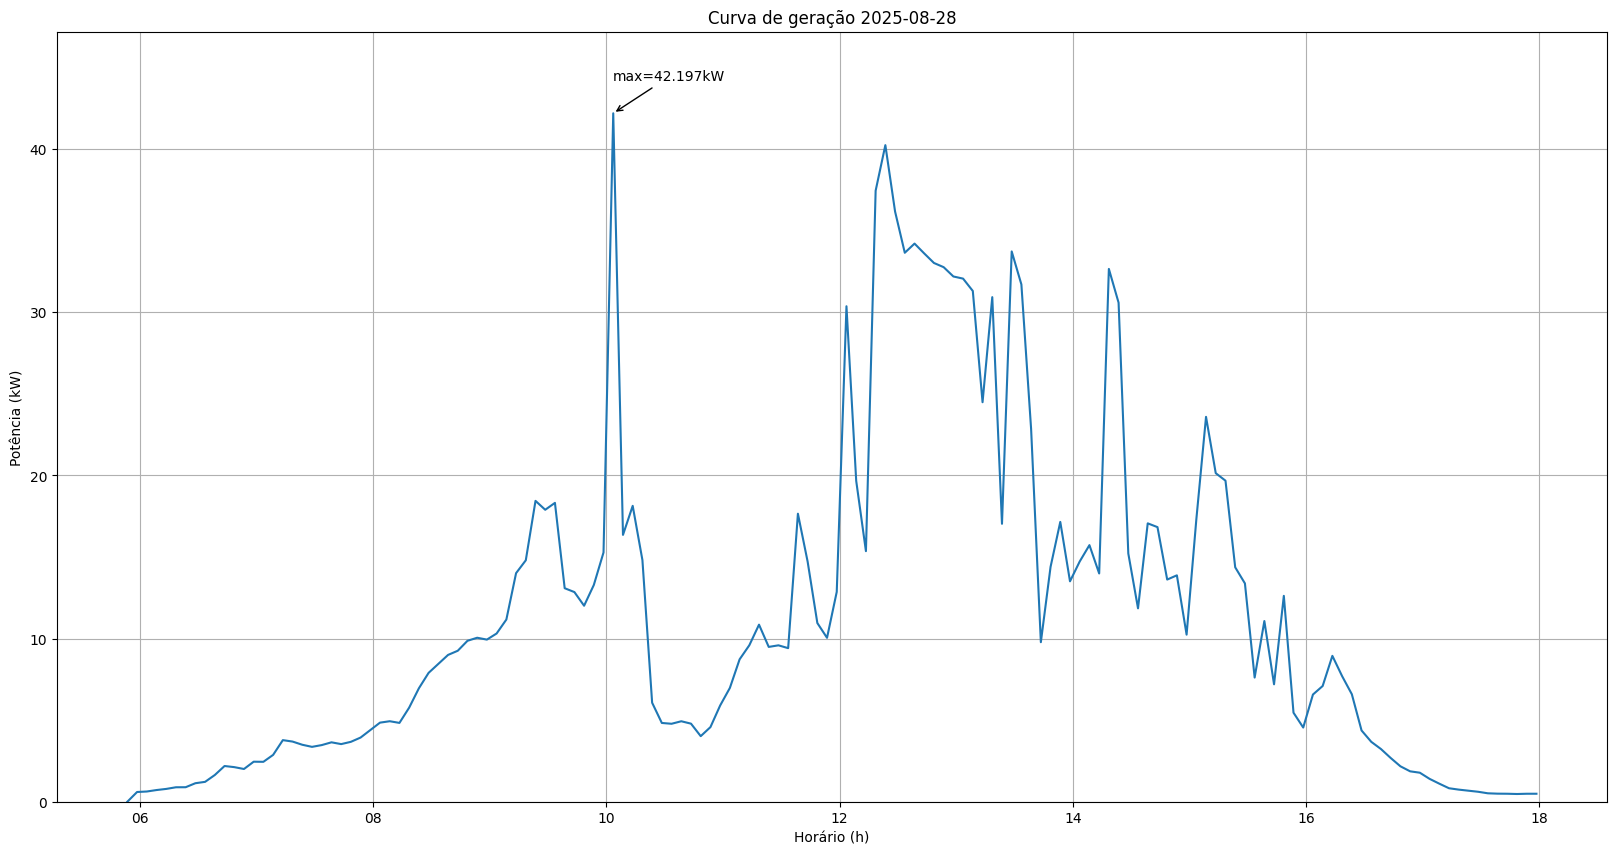 Curva de geração 2025-08-28
max=42.197kW
Potência (kW)
40
30
20
10
0
06 08 10 12 14 16 18
Horário (h)